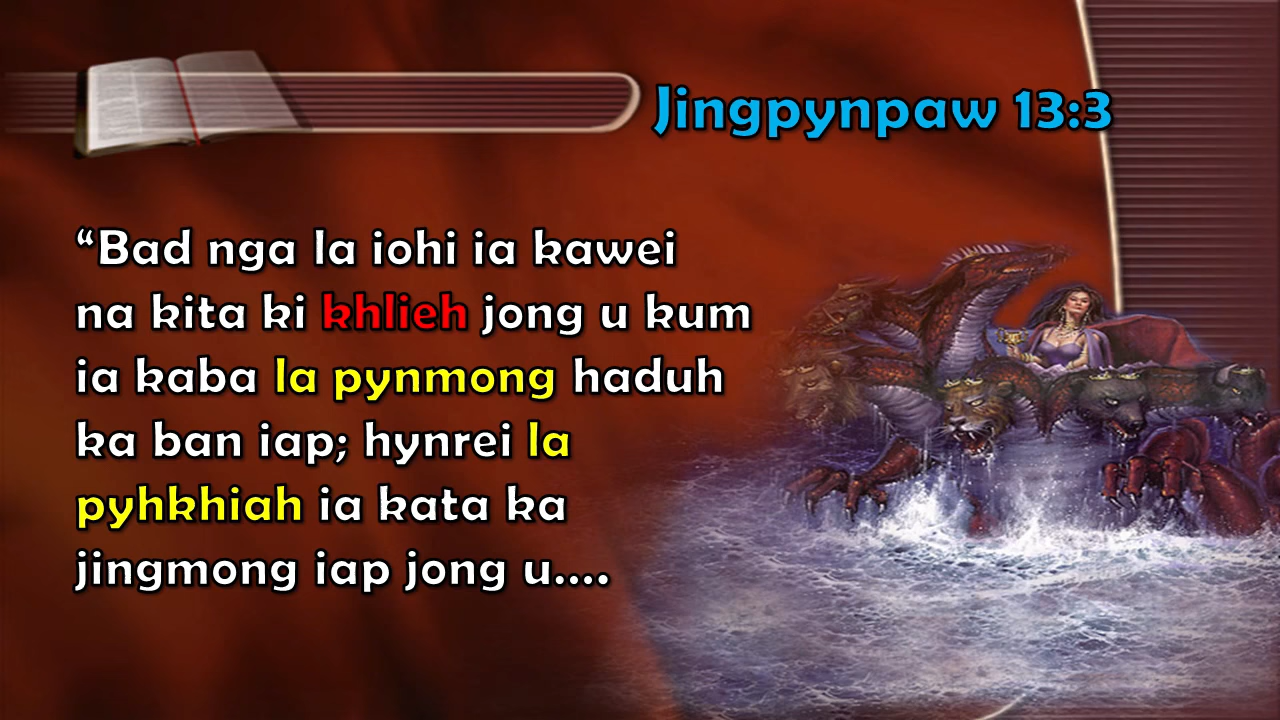 Jingpynpaw 13:3
“Bad nga la iohi ia kawei
na kita ki khlieh jong u kum
ia kaba la pynmong haduh
ka ban iap; hynrei la
pyhkhiah ia kata ka
jingmong iap jong u....